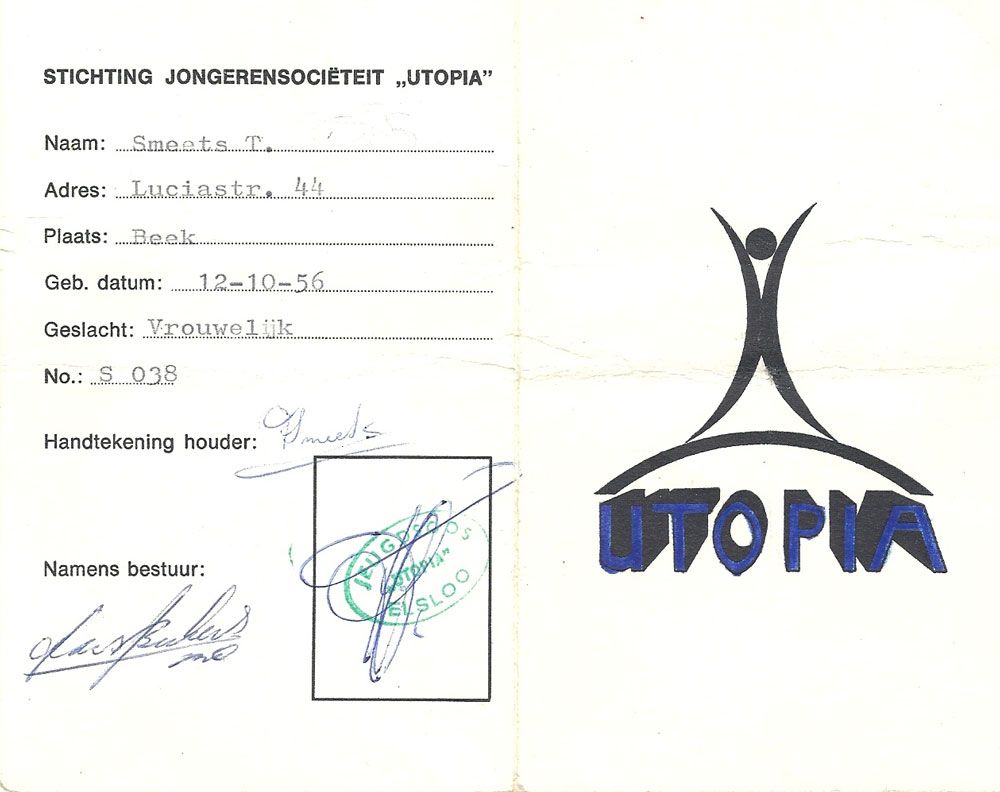 STICHTING JONGERENSOCIËTEIT „UTOPIA”
Naam: Smeets T.
Adres: Luciastr. 44
Plaats: Beek
Geb. datum: 12-10-56
Geslacht: Vrouwelijk
No.: S 038
Handtekening houder: Smeets
Namens bestuur:
JEUGDSOOS
„UTOPIA”
ELSLOO
UTOPIA